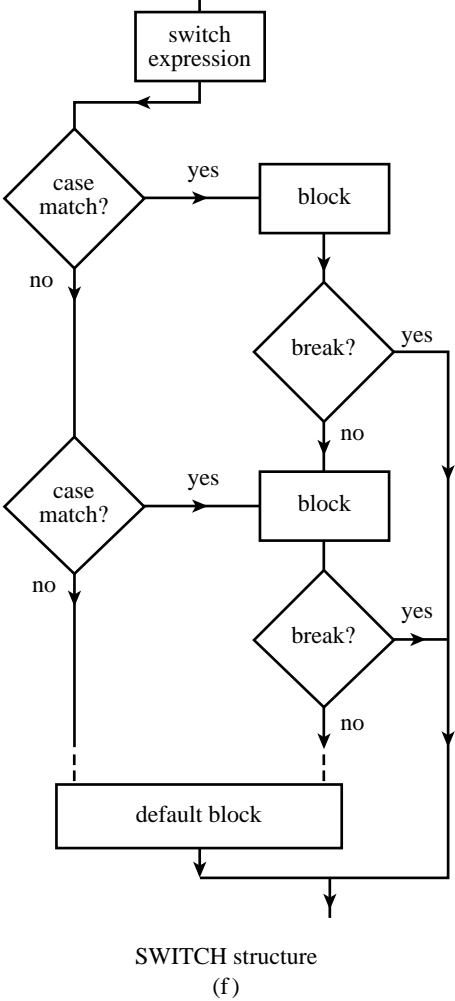 switch
expression
case
match?
yes
block
no
break?
yes
no
case
match?
yes
block
no
break?
yes
no
default block
SWITCH structure
(f)